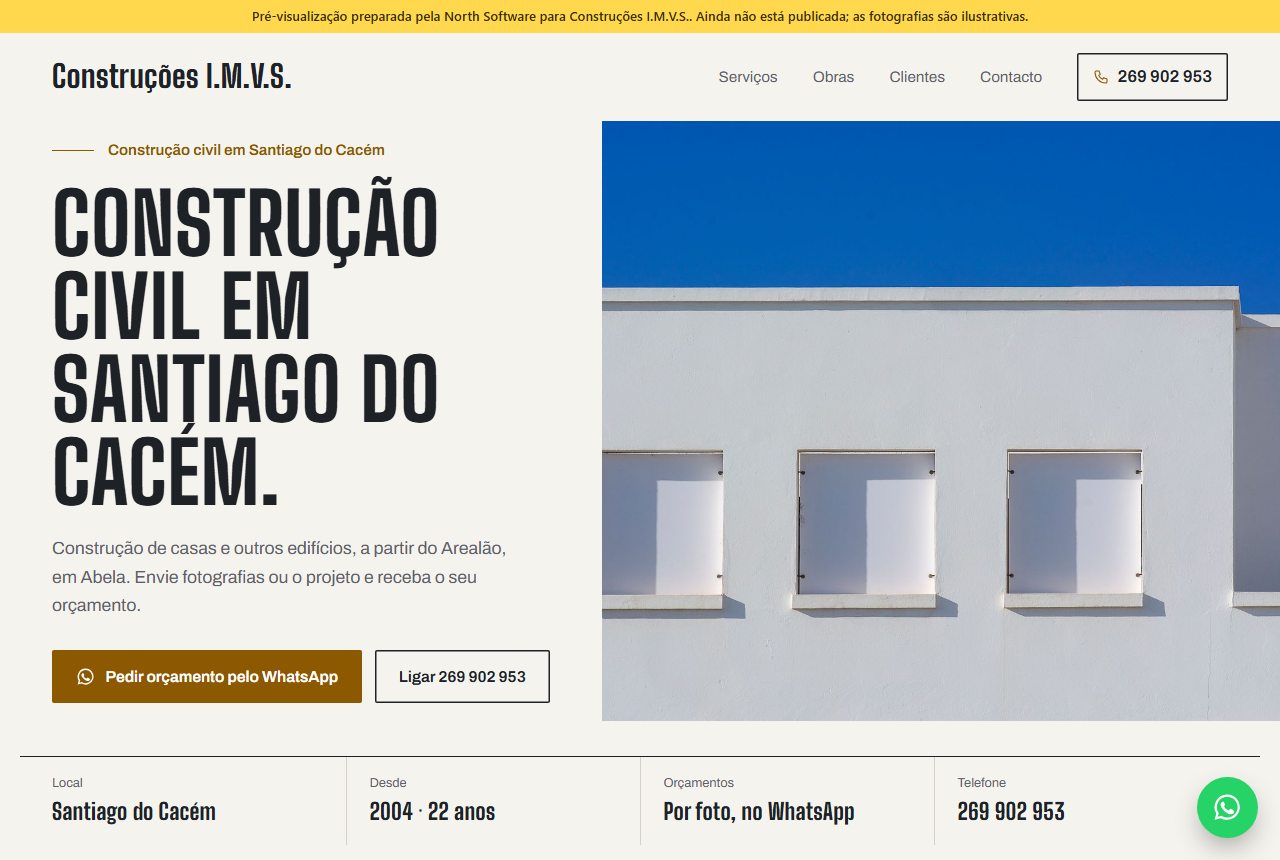 Pré-visualização preparada pela North Software para Construções I.M.V.S.. Ainda não está publicada; as fotografias são ilustrativas.
Construções I.M.V.S.
Serviços
Obras
Clientes
Contacto
269 902 953
Construção civil em Santiago do Cacém
CONSTRUÇÃO
CIVIL EM
SANTIAGO DO
CACÉM.
Construção de casas e outros edifícios, a partir do Arealão,
em Abela. Envie fotografias ou o projeto e receba o seu
orçamento.
Pedir orçamento pelo WhatsApp
Ligar 269 902 953
Local
Santiago do Cacém
Desde
2004 · 22 anos
Orçamentos
Por foto, no WhatsApp
Telefone
269 902 953